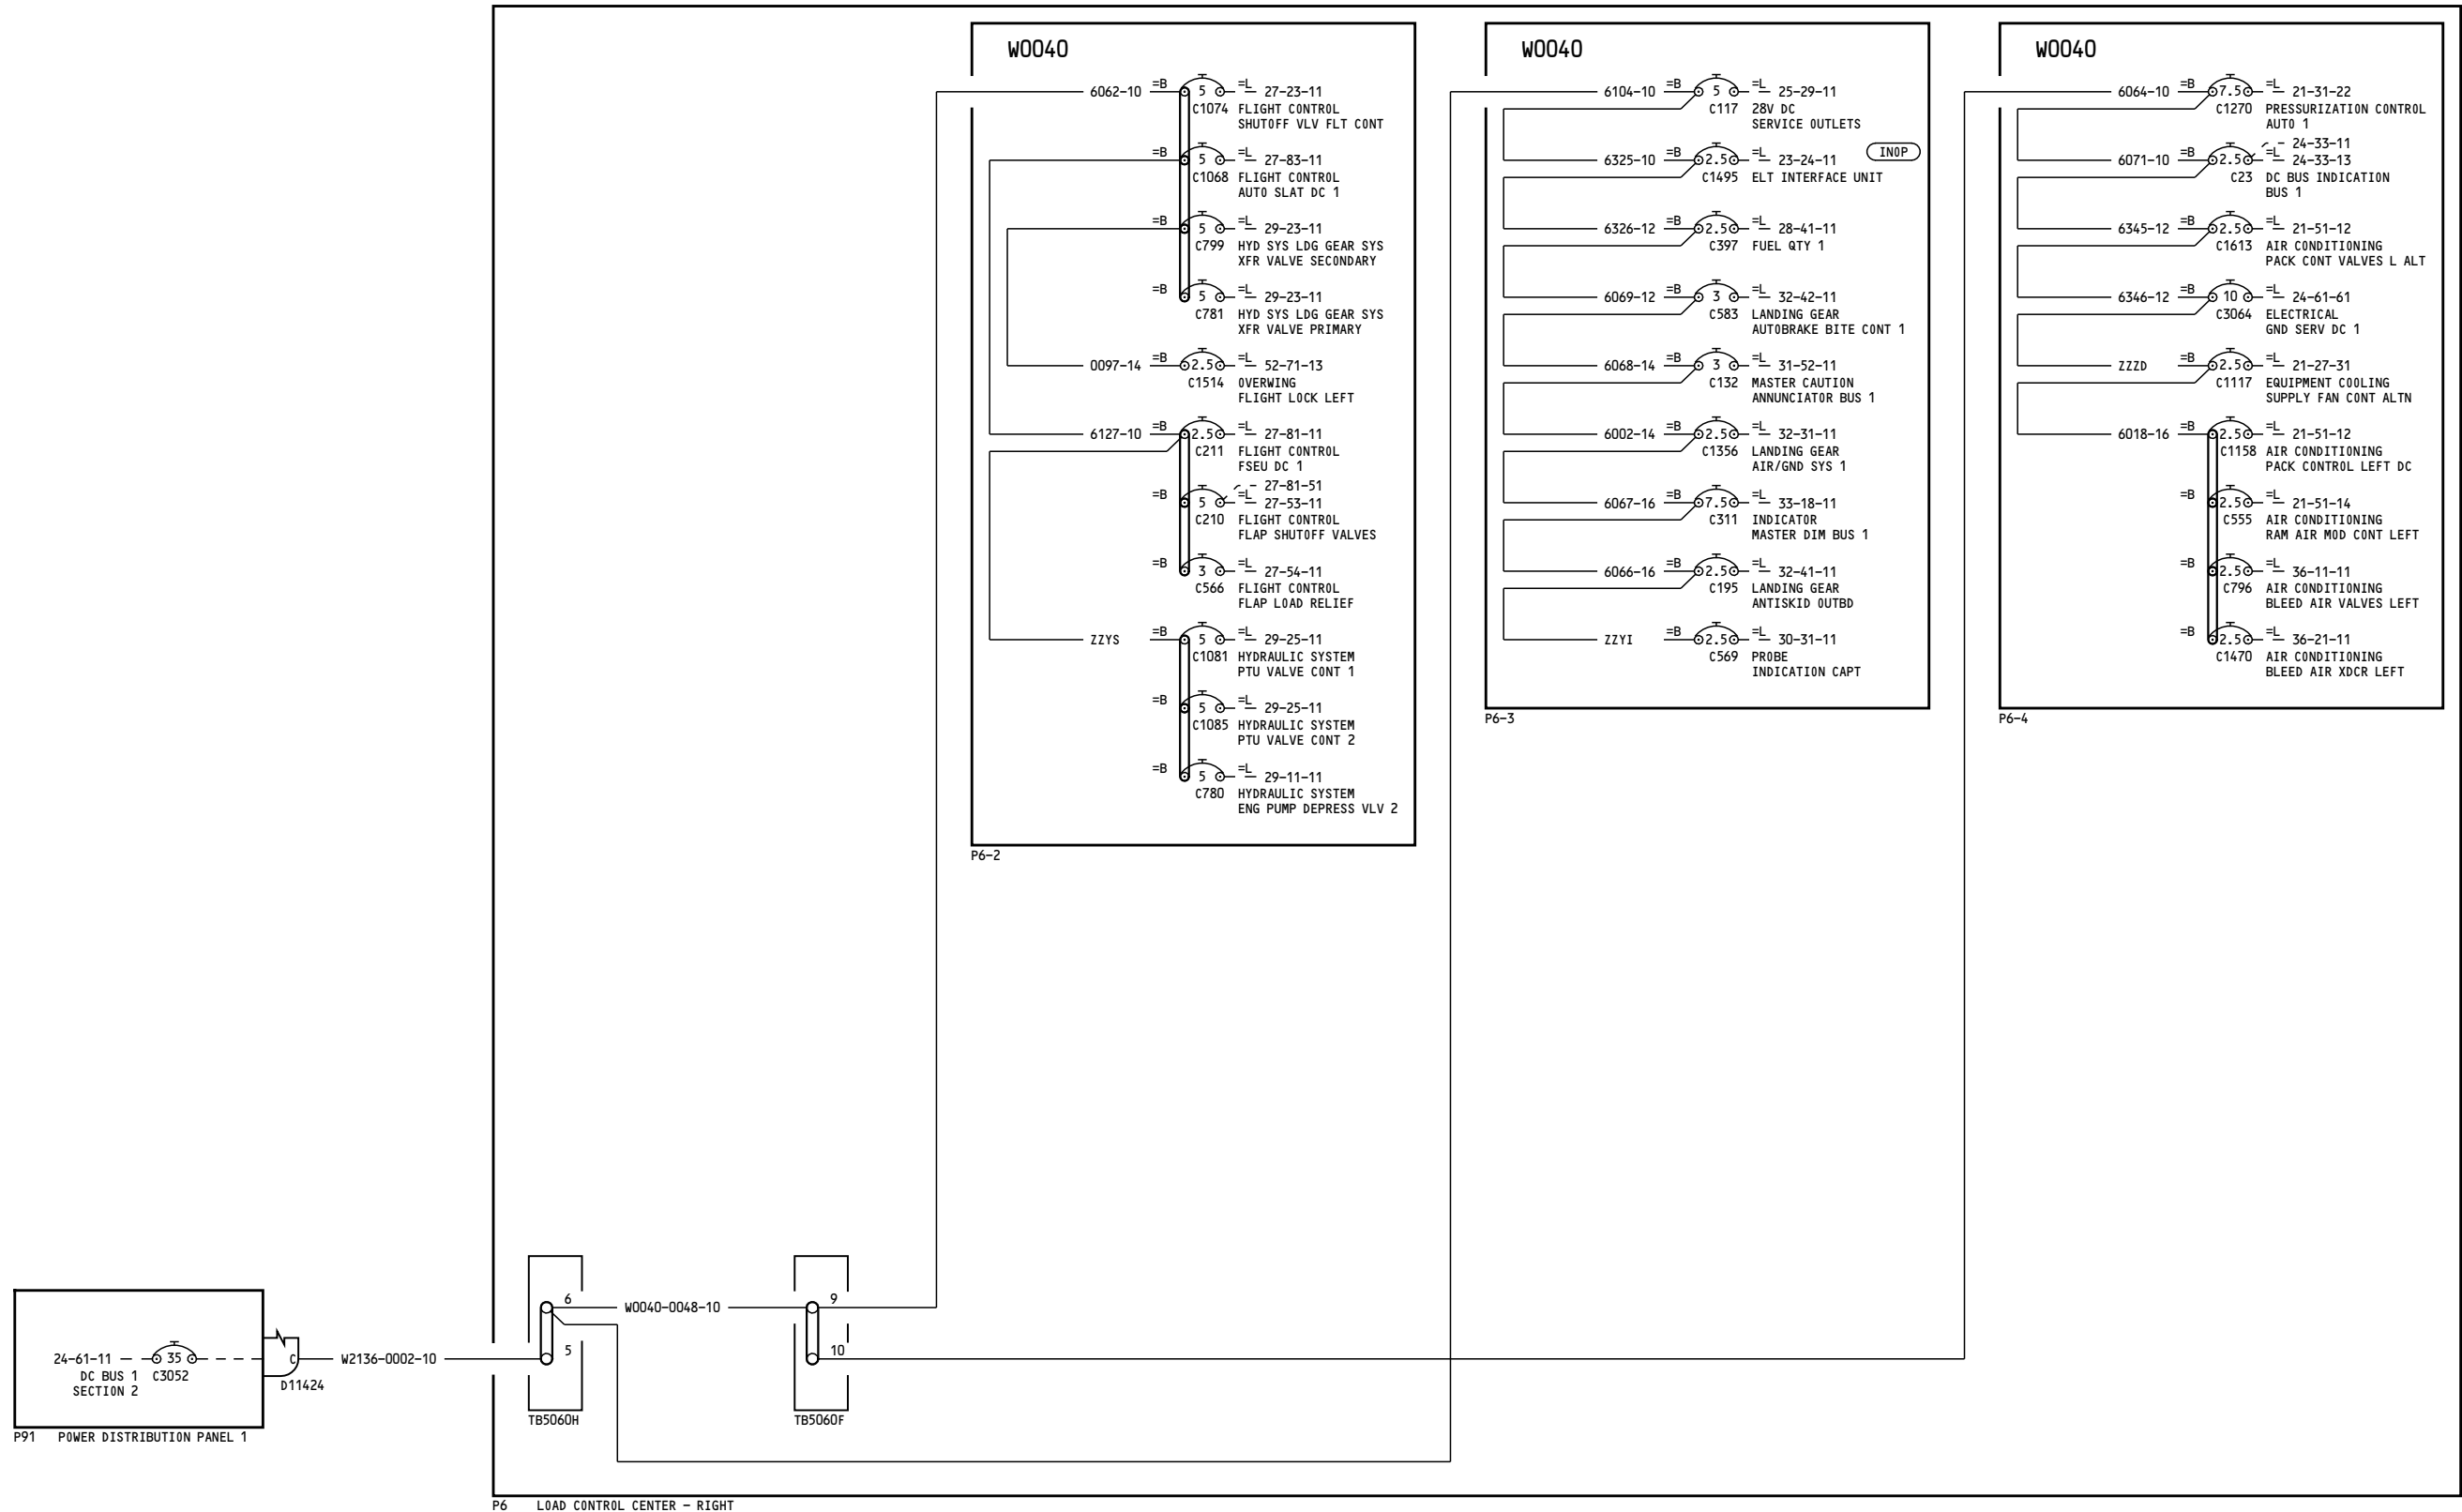 W0040
6062-10 =B 5 =L 27-23-11
C1074 FLIGHT CONTROL
SHUTOFF VLV FLT CONT
=B 5 =L 27-83-11
C1068 FLIGHT CONTROL
AUTO SLAT DC 1
=B 5 =L 29-23-11
C799 HYD SYS LDG GEAR SYS
XFR VALVE SECONDARY
=B 5 =L 29-23-11
C781 HYD SYS LDG GEAR SYS
XFR VALVE PRIMARY
0097-14 =B 2.5 =L 52-71-13
C1514 OVERWING
FLIGHT LOCK LEFT
6127-10 =B 2.5 =L 27-81-11
C211 FLIGHT CONTROL
FSEU DC 1
27-81-51
=B 5 =L 27-53-11
C210 FLIGHT CONTROL
FLAP SHUTOFF VALVES
=B 3 =L 27-54-11
C566 FLIGHT CONTROL
FLAP LOAD RELIEF
ZZYS =B 5 =L 29-25-11
C1081 HYDRAULIC SYSTEM
PTU VALVE CONT 1
=B 5 =L 29-25-11
C1085 HYDRAULIC SYSTEM
PTU VALVE CONT 2
=B 5 =L 29-11-11
C780 HYDRAULIC SYSTEM
ENG PUMP DEPRESS VLV 2
P6-2
W0040
6104-10 =B 5 =L 25-29-11
C117 28V DC
SERVICE OUTLETS
INOP
6325-10 =B 2.5 =L 23-24-11
C1495 ELT INTERFACE UNIT
6326-12 =B 2.5 =L 28-41-11
C397 FUEL QTY 1
6069-12 =B 3 =L 32-42-11
C583 LANDING GEAR
AUTOBRAKE BITE CONT 1
6068-14 =B 3 =L 31-52-11
C132 MASTER CAUTION
ANNUNCIATOR BUS 1
6002-14 =B 2.5 =L 32-31-11
C1356 LANDING GEAR
AIR/GND SYS 1
6067-16 =B 7.5 =L 33-18-11
C311 INDICATOR
MASTER DIM BUS 1
6066-16 =B 2.5 =L 32-41-11
C195 LANDING GEAR
ANTISKID OUTBD
ZZYI =B 2.5 =L 30-31-11
C569 PROBE
INDICATION CAPT
P6-3
W0040
6064-10 =B 7.5 =L 21-31-22
C1270 PRESSURIZATION CONTROL
AUTO 1
24-33-11
6071-10 =B 2.5 =L 24-33-13
C23 DC BUS INDICATION
BUS 1
6345-12 =B 2.5 =L 21-51-12
C1613 AIR CONDITIONING
PACK CONT VALVES L ALT
6346-12 =B 10 =L 24-61-61
C3064 ELECTRICAL
GND SERV DC 1
ZZZD =B 2.5 =L 21-27-31
C1117 EQUIPMENT COOLING
SUPPLY FAN CONT ALTN
6018-16 =B 2.5 =L 21-51-12
C1158 AIR CONDITIONING
PACK CONTROL LEFT DC
=B 2.5 =L 21-51-14
C555 AIR CONDITIONING
RAM AIR MOD CONT LEFT
=B 2.5 =L 36-11-11
C796 AIR CONDITIONING
BLEED AIR VALVES LEFT
=B 2.5 =L 36-21-11
C1470 AIR CONDITIONING
BLEED AIR XDCR LEFT
P6-4
6 W0040-0048-10 9
5 10
TB5060H TB5060F
24-61-11 35 C W2136-0002-10
DC BUS 1 C3052
SECTION 2
D11424
P91 POWER DISTRIBUTION PANEL 1
P6 LOAD CONTROL CENTER - RIGHT